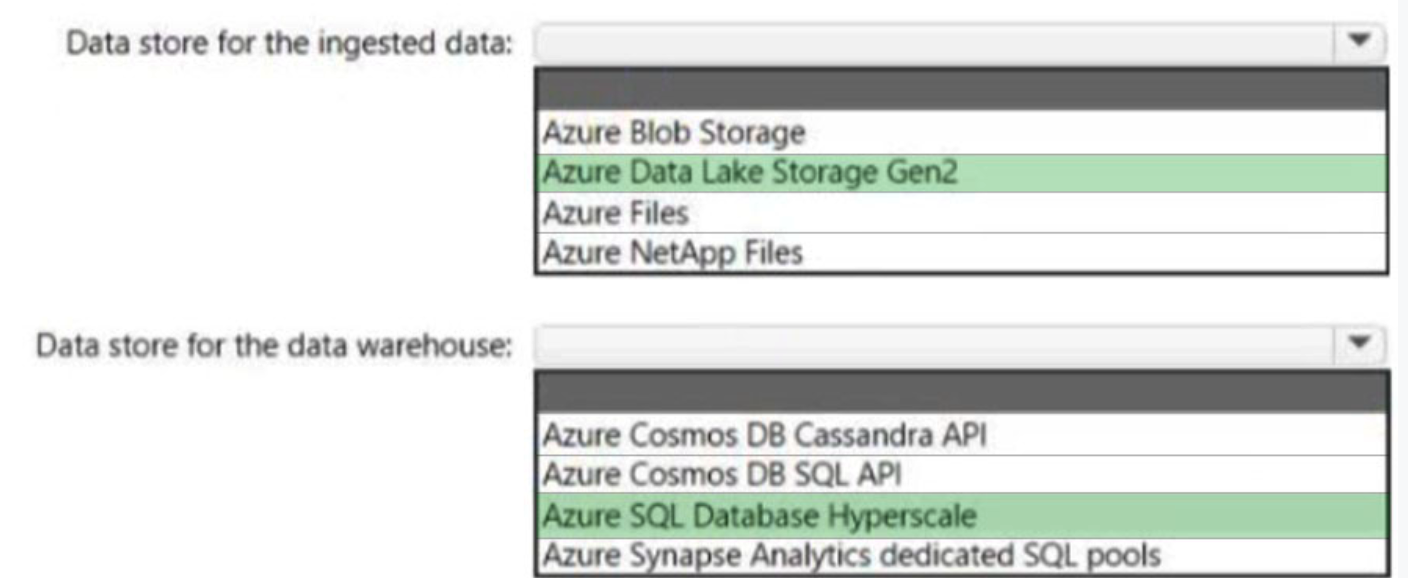 Data store for the ingested data:
Azure Blob Storage
Azure Data Lake Storage Gen2
Azure Files
Azure NetApp Files
Data store for the data warehouse:
Azure Cosmos DB Cassandra API
Azure Cosmos DB SQL API
Azure SQL Database Hyperscale
Azure Synapse Analytics dedicated SQL pools